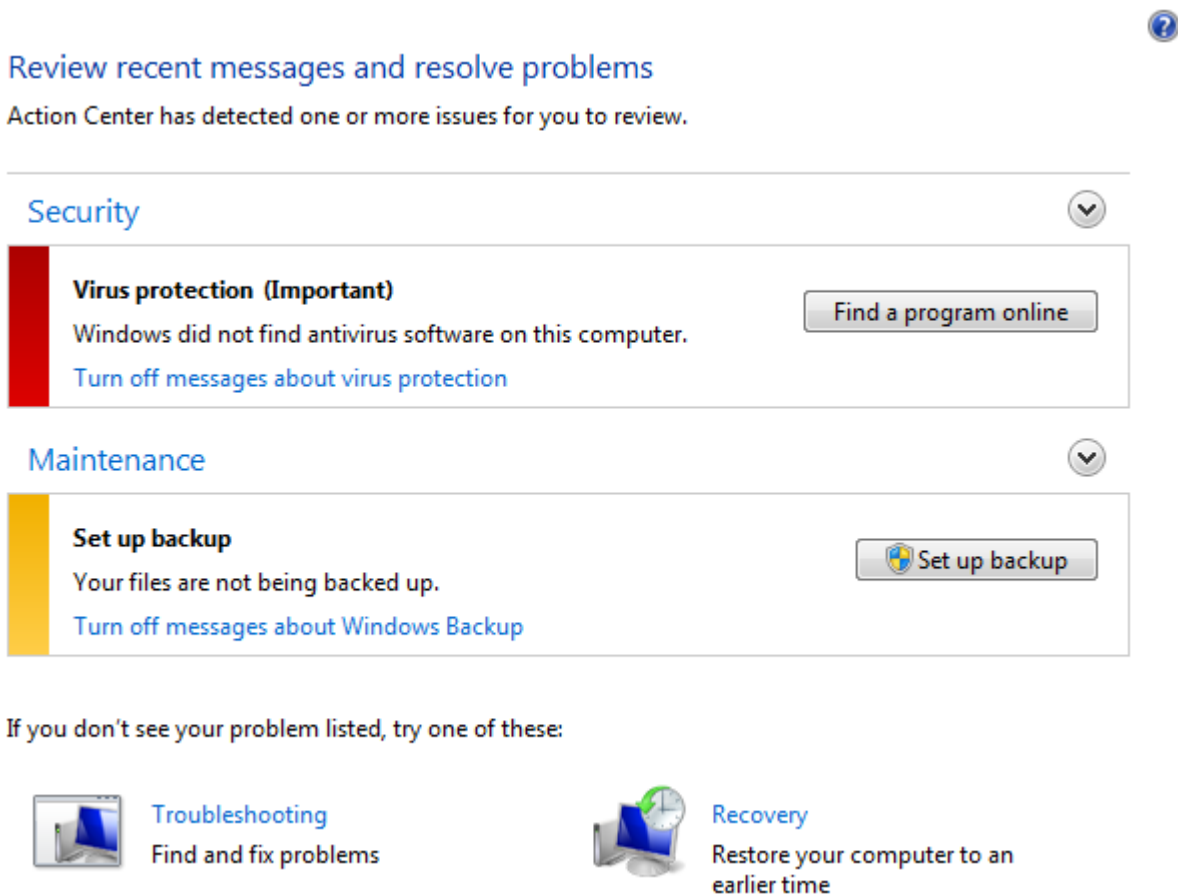 Review recent messages and resolve problems
Action Center has detected one or more issues for you to review.
Security
Virus protection (Important)
Windows did not find antivirus software on this computer.
Find a program online
Turn off messages about virus protection
Maintenance
Set up backup
Your files are not being backed up.
Set up backup
Turn off messages about Windows Backup
If you don't see your problem listed, try one of these:
Troubleshooting
Find and fix problems
Recovery
Restore your computer to an
earlier time